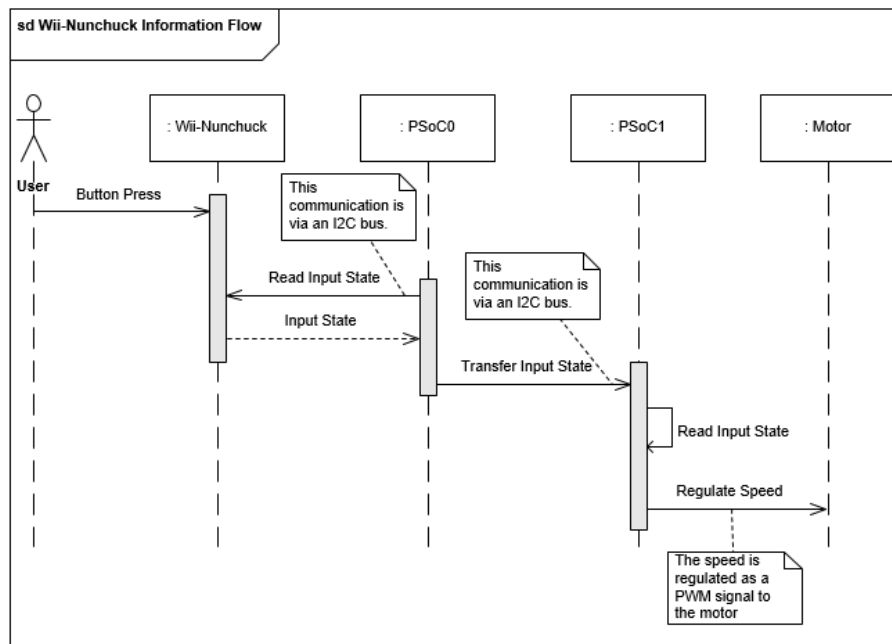 sd Wii-Nunchuck Information Flow
: Wii-Nunchuck
: PSoC0
: PSoC1
: Motor
User
Button Press
This
communication is
via an I2C bus.
Read Input State
This
communication is
via an I2C bus.
Input State
Transfer Input State
Read Input State
Regulate Speed
The speed is
regulated as a
PWM signal to
the motor